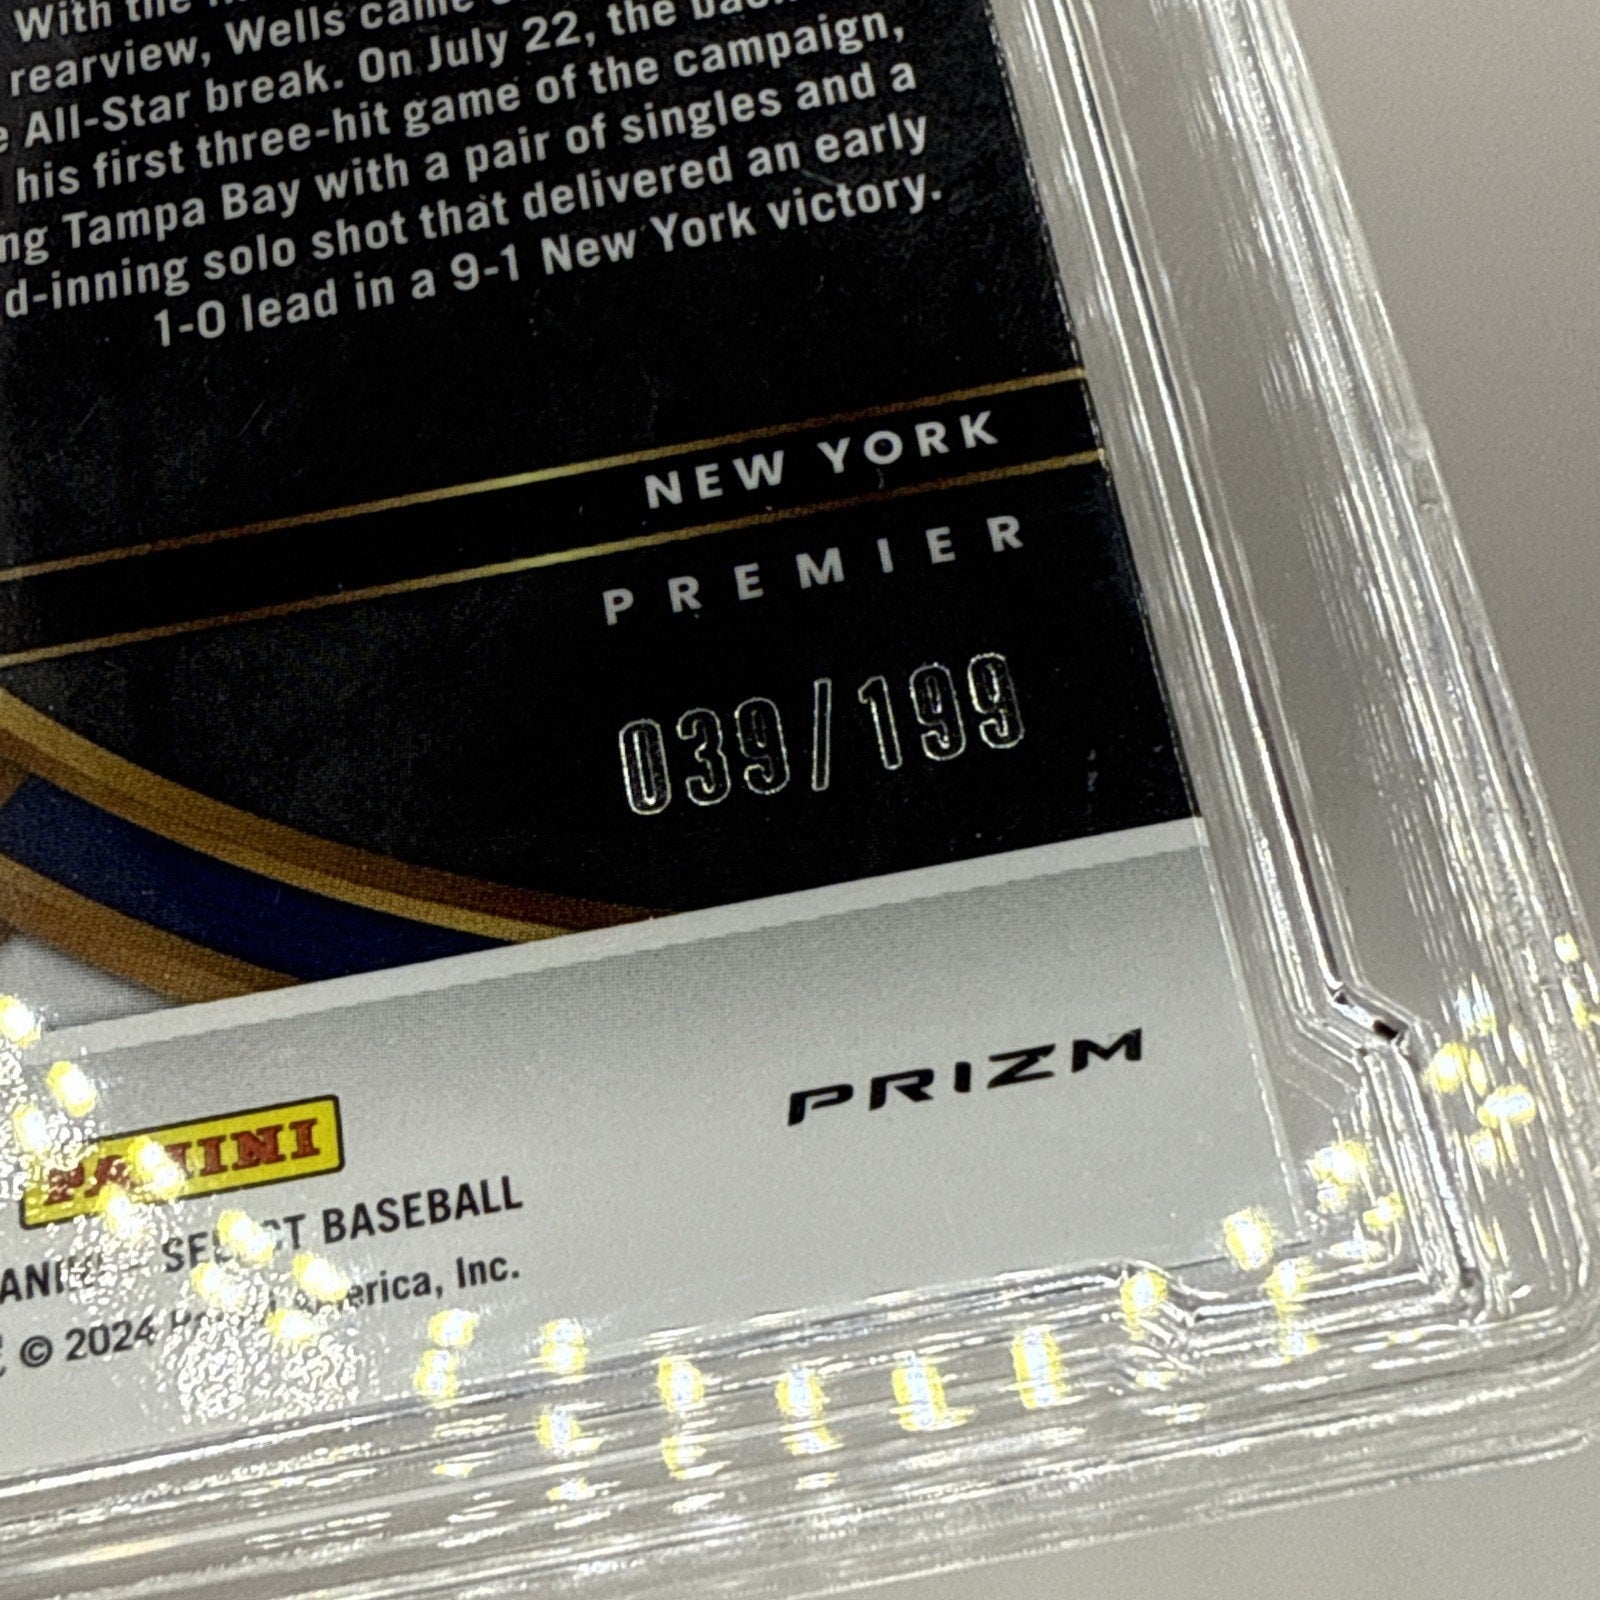 With the
rearview, Wells came
All-Star break. On July 22, the
his first three-hit game of the campaign,
Tampa Bay with a pair of singles and a
d-inning solo shot that delivered an early
1-0 lead in a 9-1 New York victory.
NEW YORK
PREMIER
039/199
PRIZM
PANINI
SELECT BASEBALL
© 2024 Panini America, Inc.